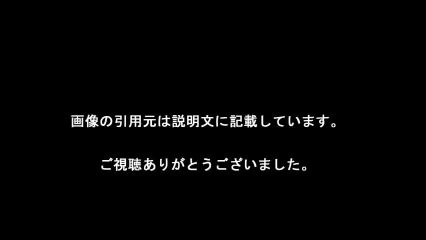 画像の引用元は説明文に記載しています。
ご視聴ありがとうございました。